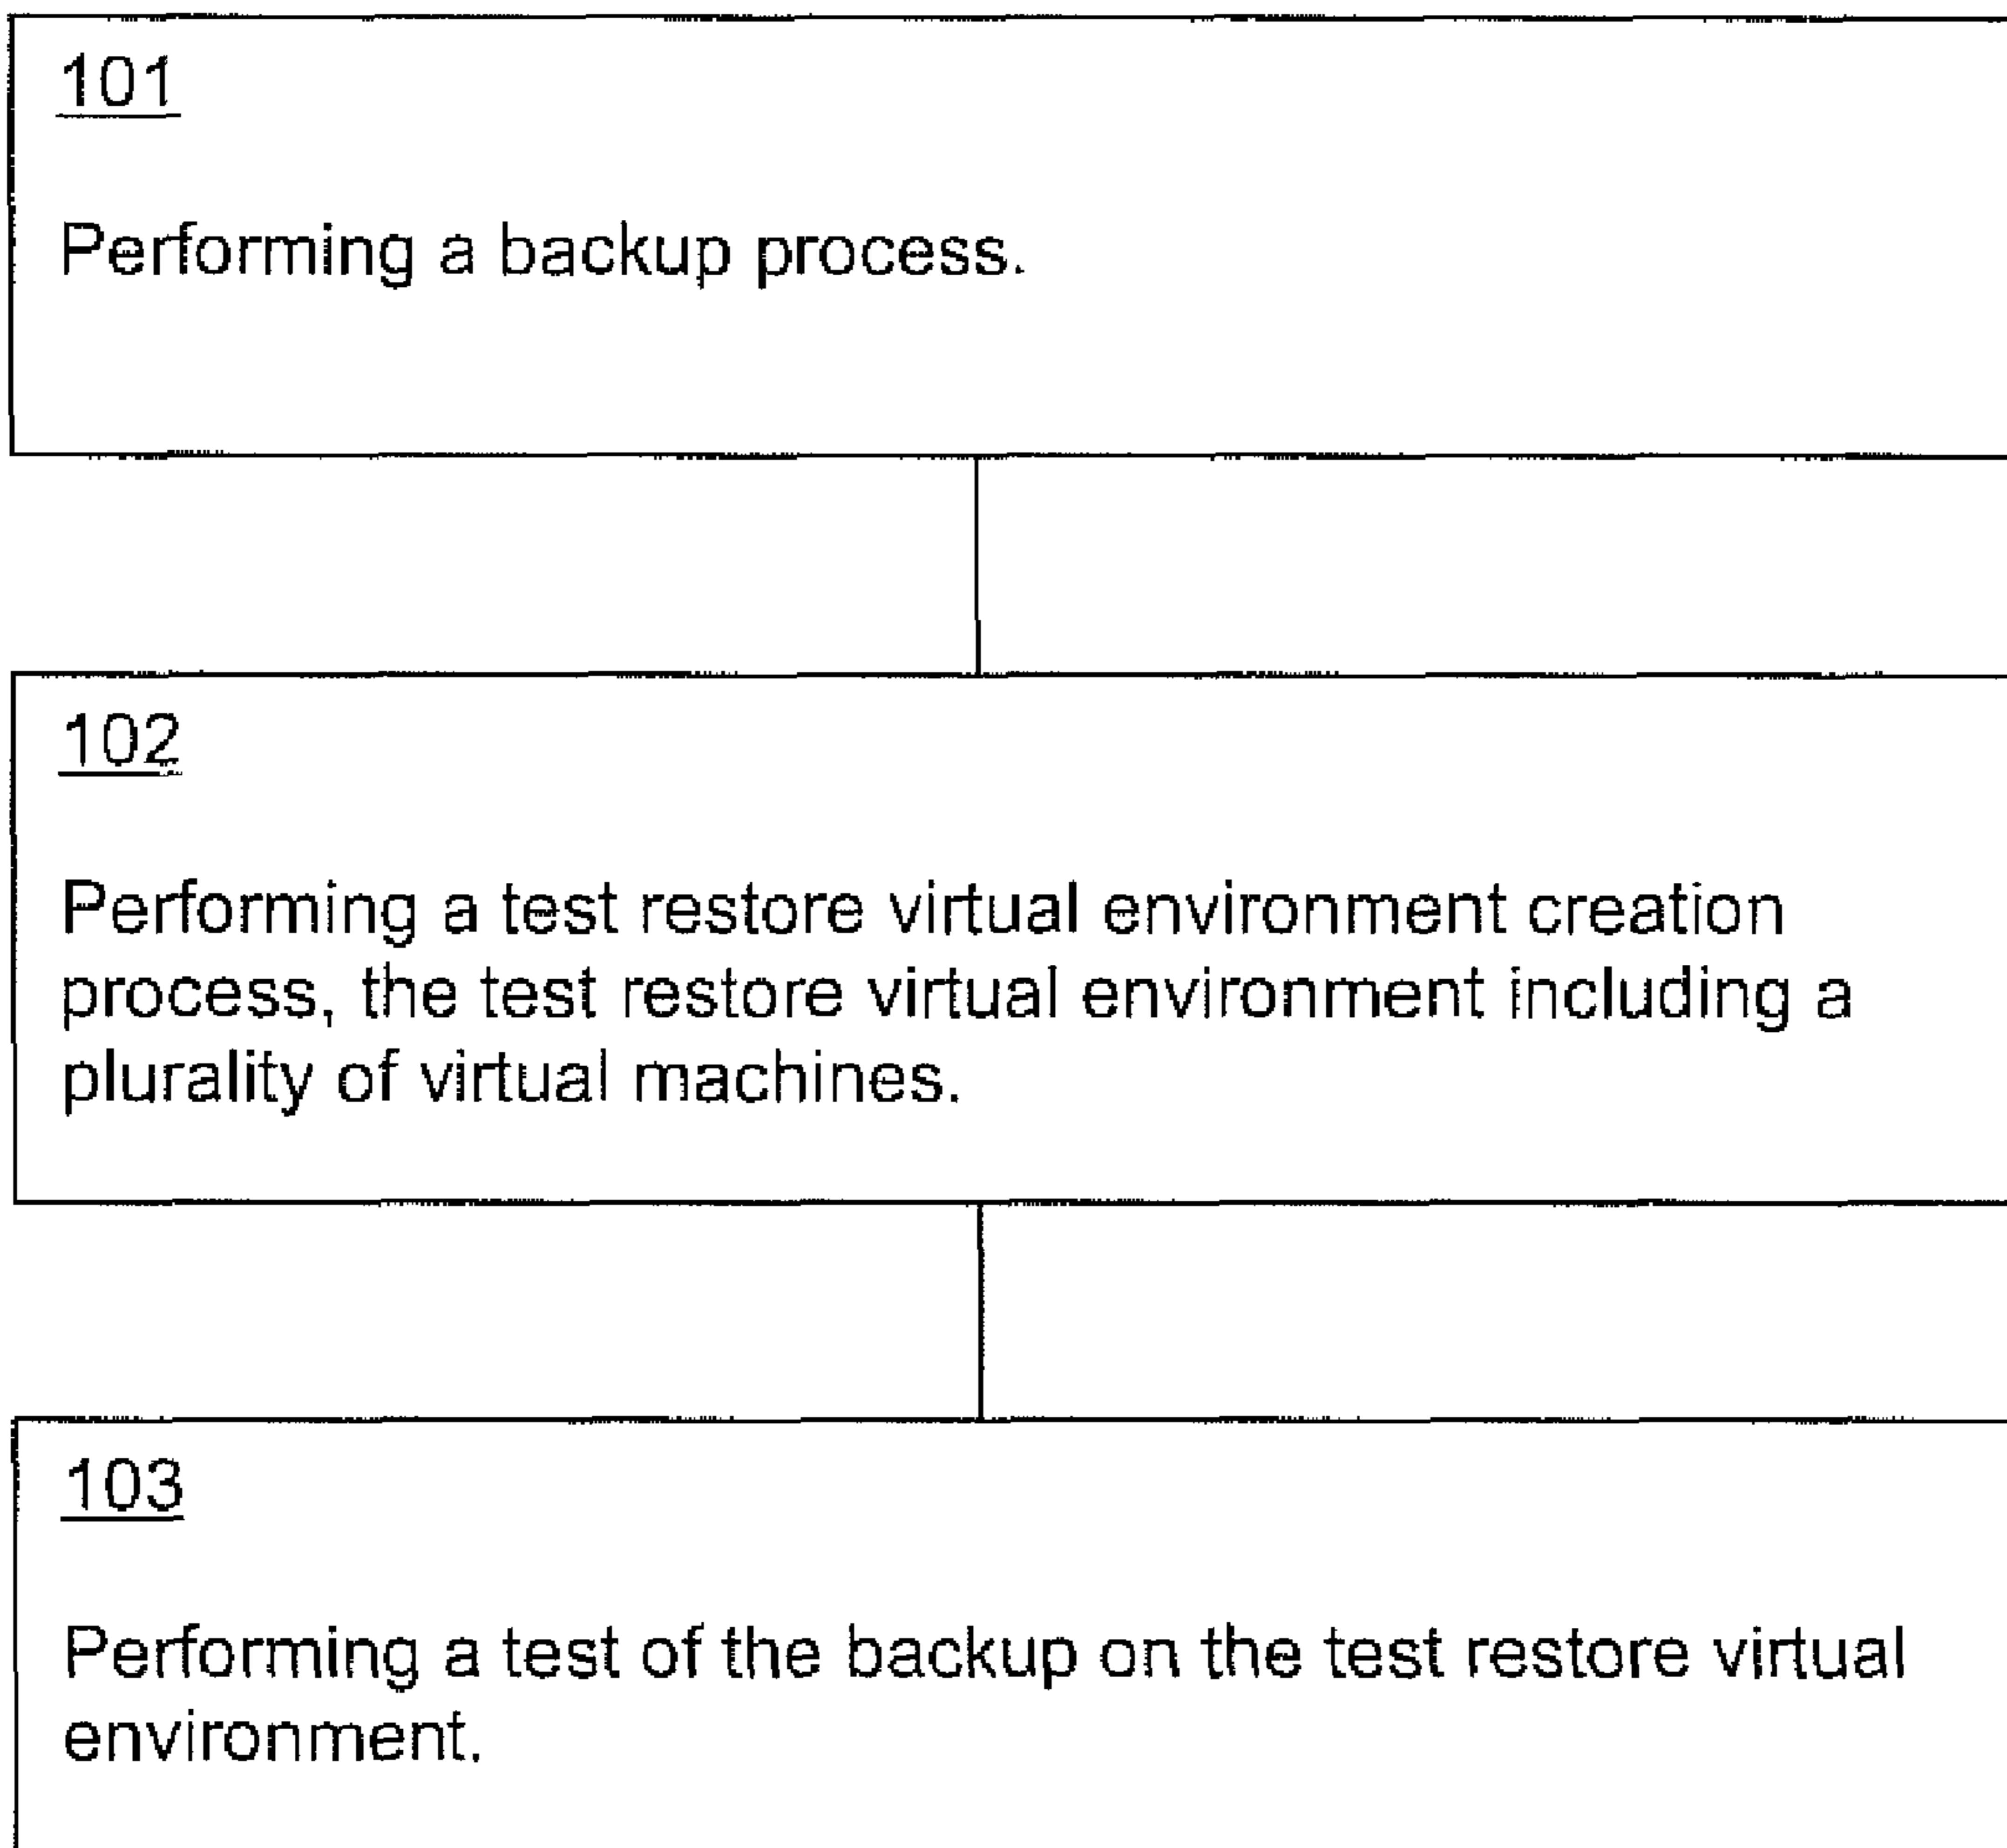 101
Performing a backup process.
102
Performing a test restore virtual environment creation
process, the test restore virtual environment including a
plurality of virtual machines.
103
Performing a test of the backup on the test restore virtual
environment.